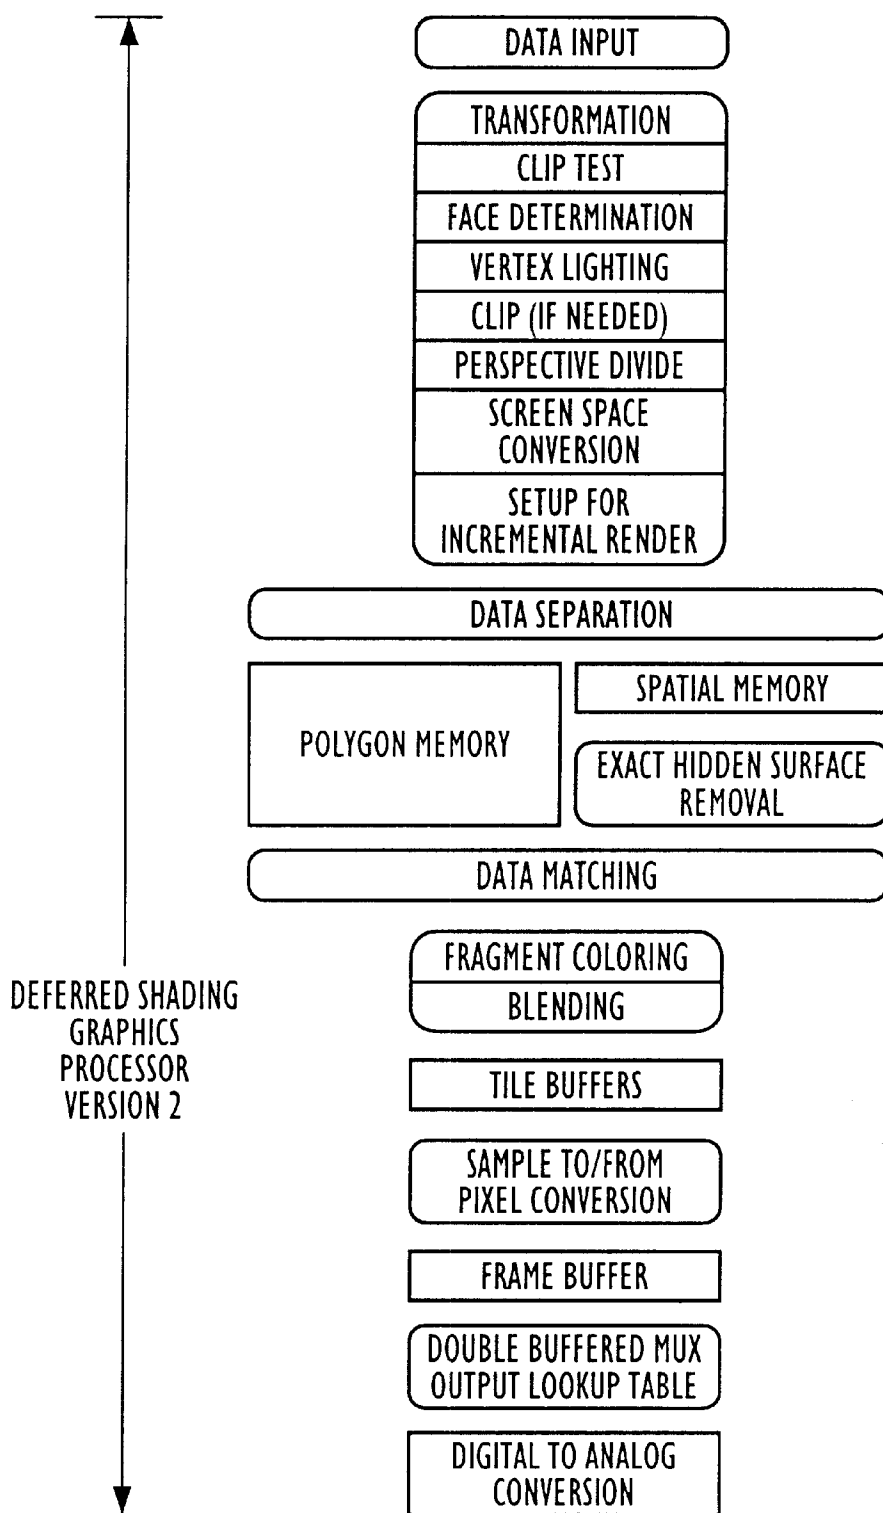 DATA INPUT
TRANSFORMATION
CLIP TEST
FACE DETERMINATION
VERTEX LIGHTING
CLIP (IF NEEDED)
PERSPECTIVE DIVIDE
SCREEN SPACE
CONVERSION
SETUP FOR
INCREMENTAL RENDER
DATA SEPARATION
POLYGON MEMORY
SPATIAL MEMORY
EXACT HIDDEN SURFACE
REMOVAL
DATA MATCHING
FRAGMENT COLORING
BLENDING
DEFERRED SHADING
GRAPHICS
PROCESSOR
VERSION 2
TILE BUFFERS
SAMPLE TO/FROM
PIXEL CONVERSION
FRAME BUFFER
DOUBLE BUFFERED MUX
OUTPUT LOOKUP TABLE
DIGITAL TO ANALOG
CONVERSION